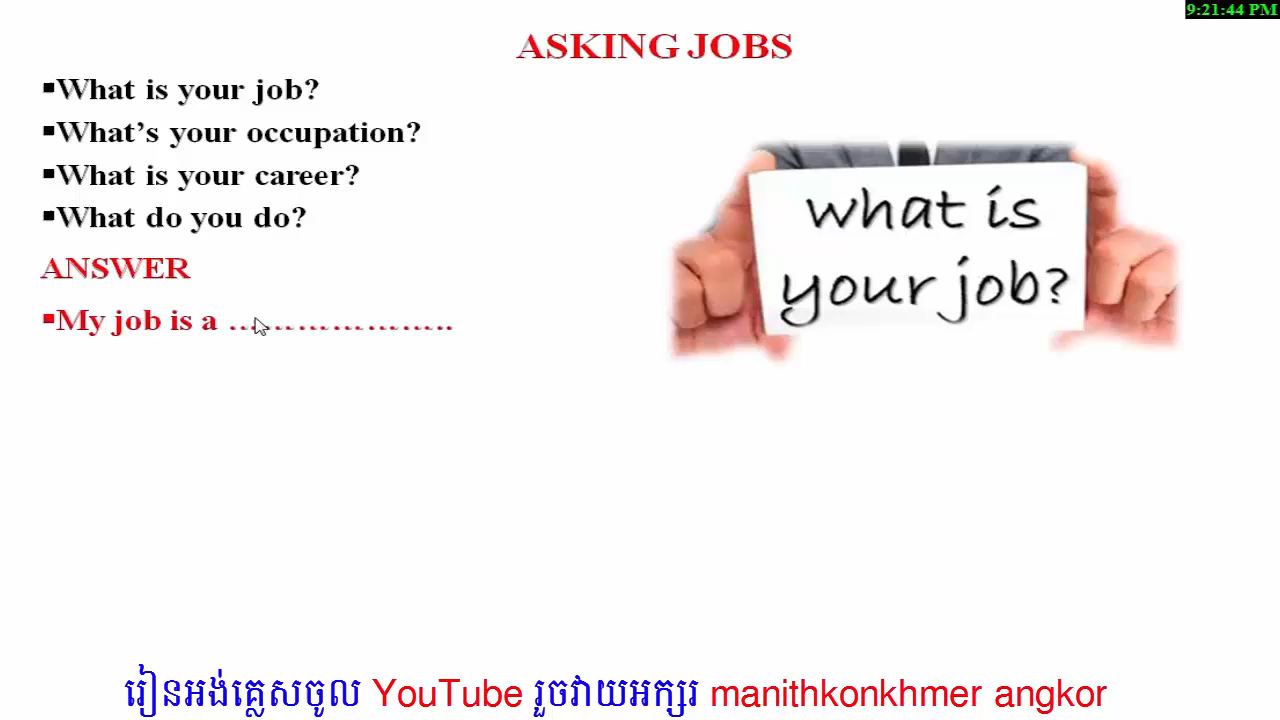 9:21:44 PM
ASKING JOBS
▪What is your job?
▪What’s your occupation?
▪What is your career?
▪What do you do?
ANSWER
▪My job is a ………………….
what is
your job?
រៀនអង់គ្លេសចូល YouTube រួចវាយអក្សរ manithkonkhmer angkor